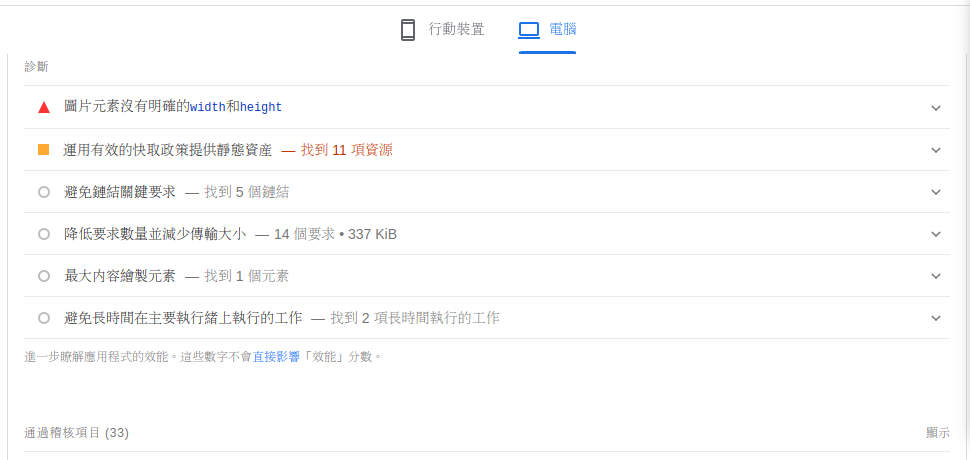 行動裝置 電腦
診斷
圖片元素沒有明確的width和height
運用有效的快取政策提供靜態資產 — 找到 11 項資源
避免鏈結關鍵要求 — 找到 5 個鏈結
降低要求數量並減少傳輸大小 — 14 個要求 • 337 KiB
最大內容繪製元素 — 找到 1 個元素
避免長時間在主要執行緒上執行的工作 — 找到 2 項長時間執行的工作
進一步瞭解應用程式的效能。這些數字不會直接影響「效能」分數。
通過稽核項目 (33) 顯示